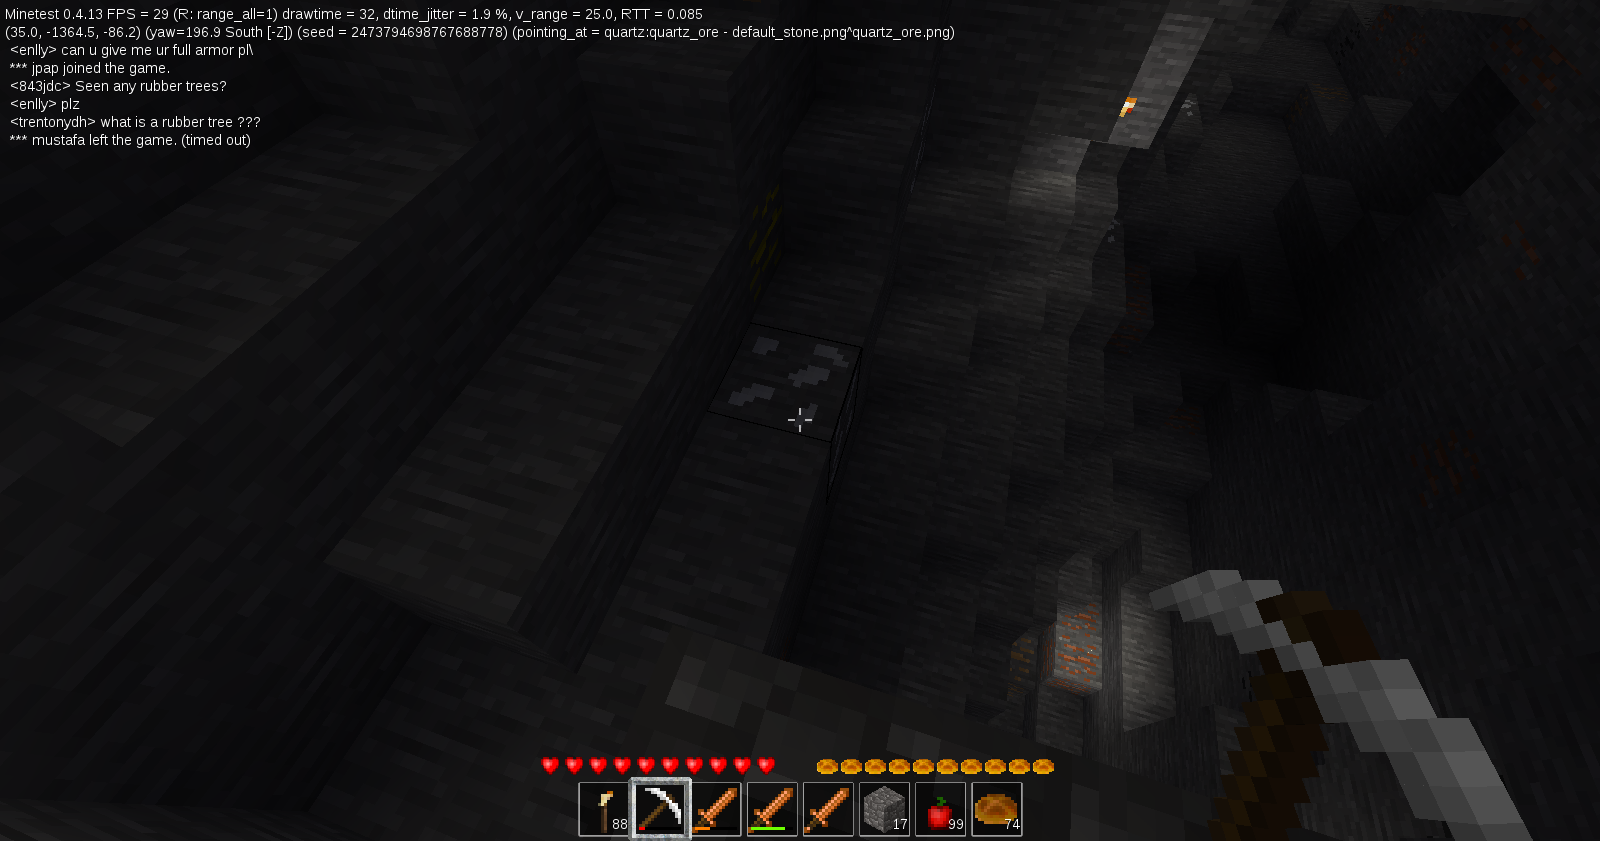 Minetest 0.4.13 FPS = 29 (R: range_all=1) drawtime = 32, dtime_jitter = 1.9 %, v_range = 25.0, RTT = 0.085
(35.0, -1364.5, -86.2) (yaw=196.9 South [-Z]) (seed = 2473794698767688778) (pointing_at = quartz:quartz_ore - default_stone.png^quartz_ore.png)
<enlly> can u give me ur full armor pl\
*** jpap joined the game.
<843jdc> Seen any rubber trees?
<enlly> plz
<trentonydh> what is a rubber tree ???
*** mustafa left the game. (timed out)
88 17 99 74